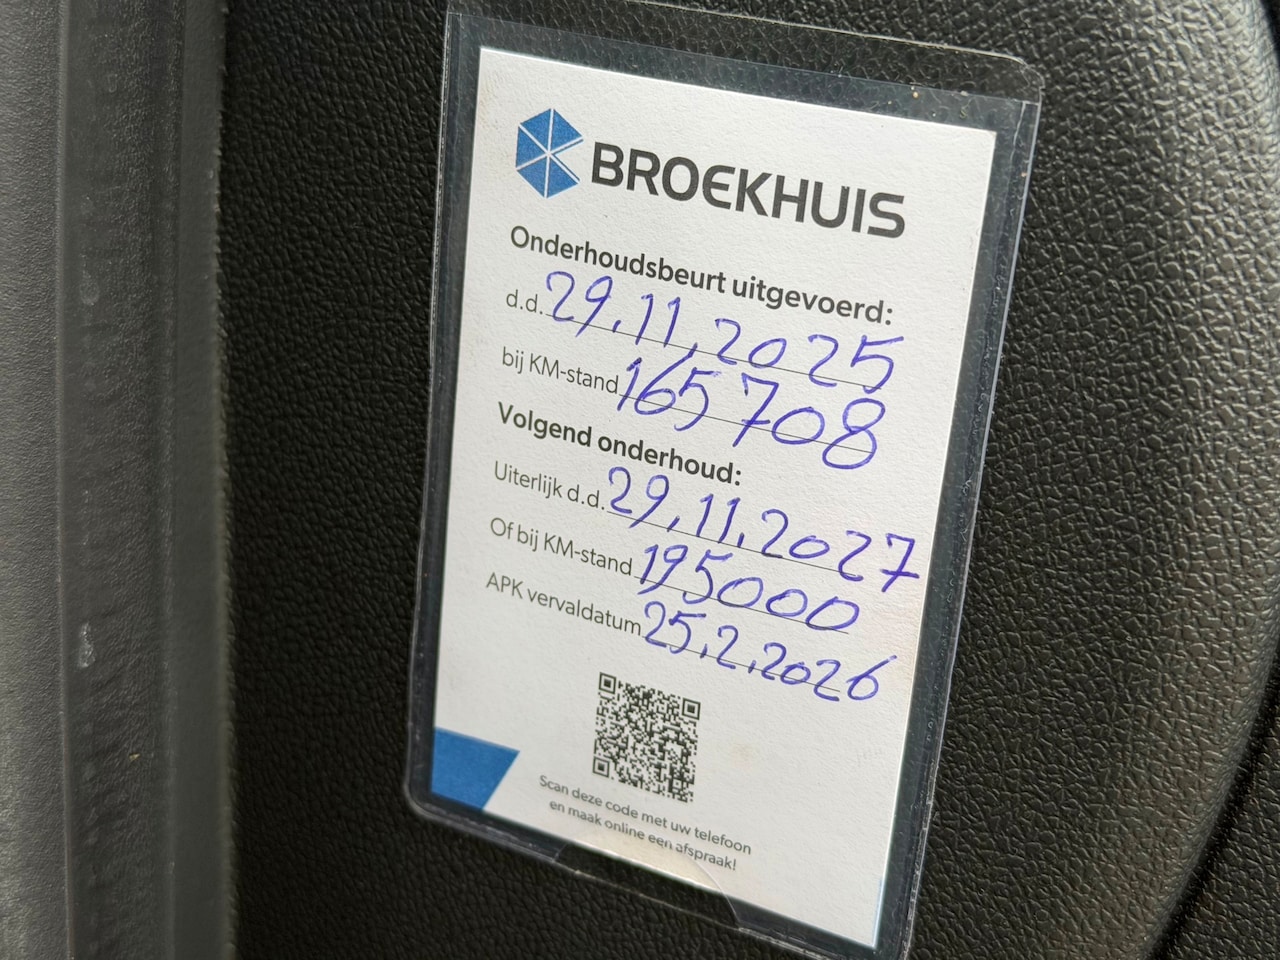 BROEKHUIS
Onderhoudsbeurt uitgevoerd:
d.d. 29.11.2025
bij KM-stand 165708
Volgend onderhoud:
Uiterlijk d.d. 29.11.2027
Of bij KM-stand 195000
APK vervaldatum 25.2.2026
Scan deze code met uw telefoon
en maak online een afspraak!